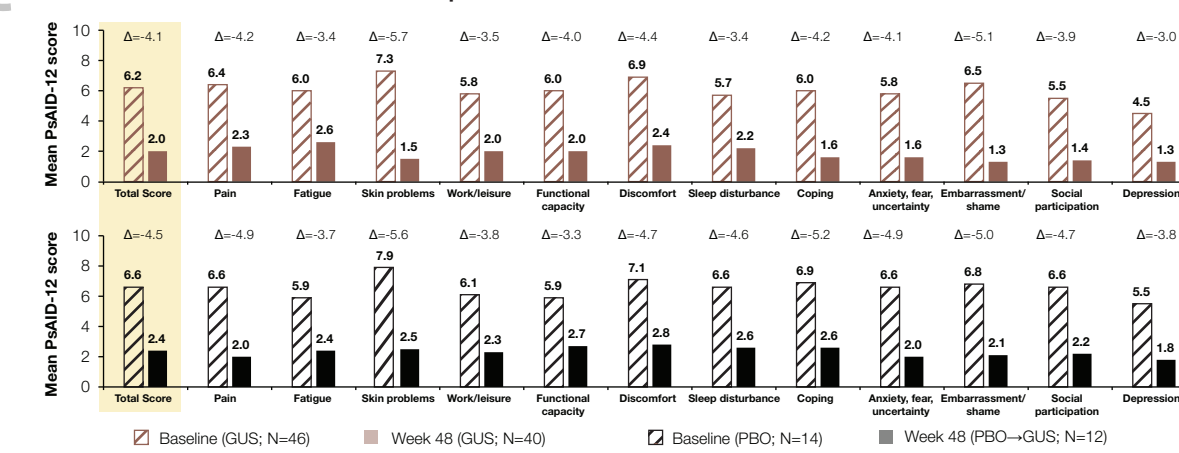 Mean PsAID-12 score
10
8
6
4
2
0
Δ=-4.1 Δ=-4.2 Δ=-3.4 Δ=-5.7 Δ=-3.5 Δ=-4.0 Δ=-4.4 Δ=-3.4 Δ=-4.2 Δ=-4.1 Δ=-5.1 Δ=-3.9 Δ=-3.0
6.2 6.4 6.0 7.3 5.8 6.0 6.9 5.7 6.0 5.8 6.5 5.5 4.5
2.0 2.3 2.6 1.5 2.0 2.0 2.4 2.2 1.6 1.6 1.3 1.4 1.3
Total Score Pain Fatigue Skin problems Work/leisure Functional Discomfort Sleep disturbance Coping Anxiety, fear, Embarrassment/ Social Depression
capacity uncertainty shame participation
Mean PsAID-12 score
10
8
6
4
2
0
Δ=-4.5 Δ=-4.9 Δ=-3.7 Δ=-5.6 Δ=-3.8 Δ=-3.3 Δ=-4.7 Δ=-4.6 Δ=-5.2 Δ=-4.9 Δ=-5.0 Δ=-4.7 Δ=-3.8
6.6 6.6 5.9 7.9 6.1 5.9 7.1 6.6 6.9 6.6 6.8 6.6 5.5
2.4 2.0 2.4 2.5 2.3 2.7 2.8 2.6 2.6 2.0 2.1 2.2 1.8
Total Score Pain Fatigue Skin problems Work/leisure Functional Discomfort Sleep disturbance Coping Anxiety, fear, Embarrassment/ Social Depression
capacity uncertainty shame participation
Baseline (GUS; N=46) Week 48 (GUS; N=40) Baseline (PBO; N=14) Week 48 (PBO→GUS; N=12)